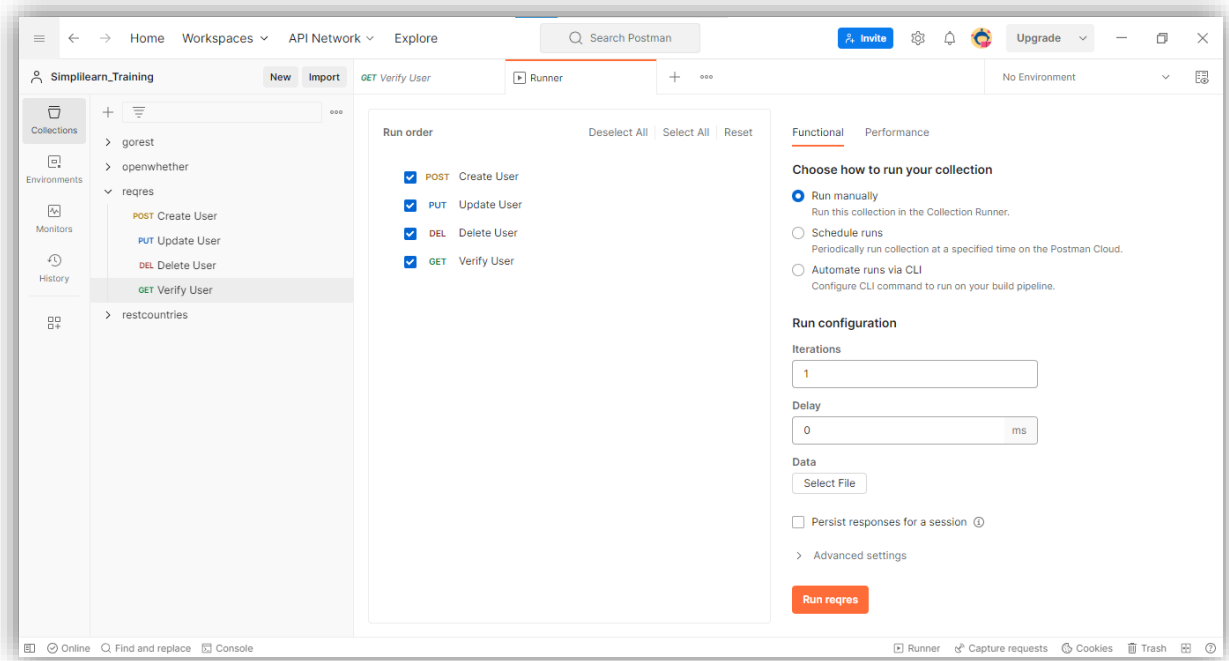 Home Workspaces API Network Explore Search Postman Invite Upgrade
Simplilearn_Training New Import GET Verify User Runner No Environment
Collections
Environments
Monitors
History
gorest
openwhether
reqres
POST Create User
PUT Update User
DEL Delete User
GET Verify User
restcountries
Run order Deselect All Select All Reset
POST Create User
PUT Update User
DEL Delete User
GET Verify User
Functional Performance
Choose how to run your collection
Run manually
Run this collection in the Collection Runner.
Schedule runs
Periodically run collection at a specified time on the Postman Cloud.
Automate runs via CLI
Configure CLI command to run on your build pipeline.
Run configuration
Iterations
1
Delay
0 ms
Data
Select File
Persist responses for a session
Advanced settings
Run reqres
Online Find and replace Console Runner Capture requests Cookies Trash